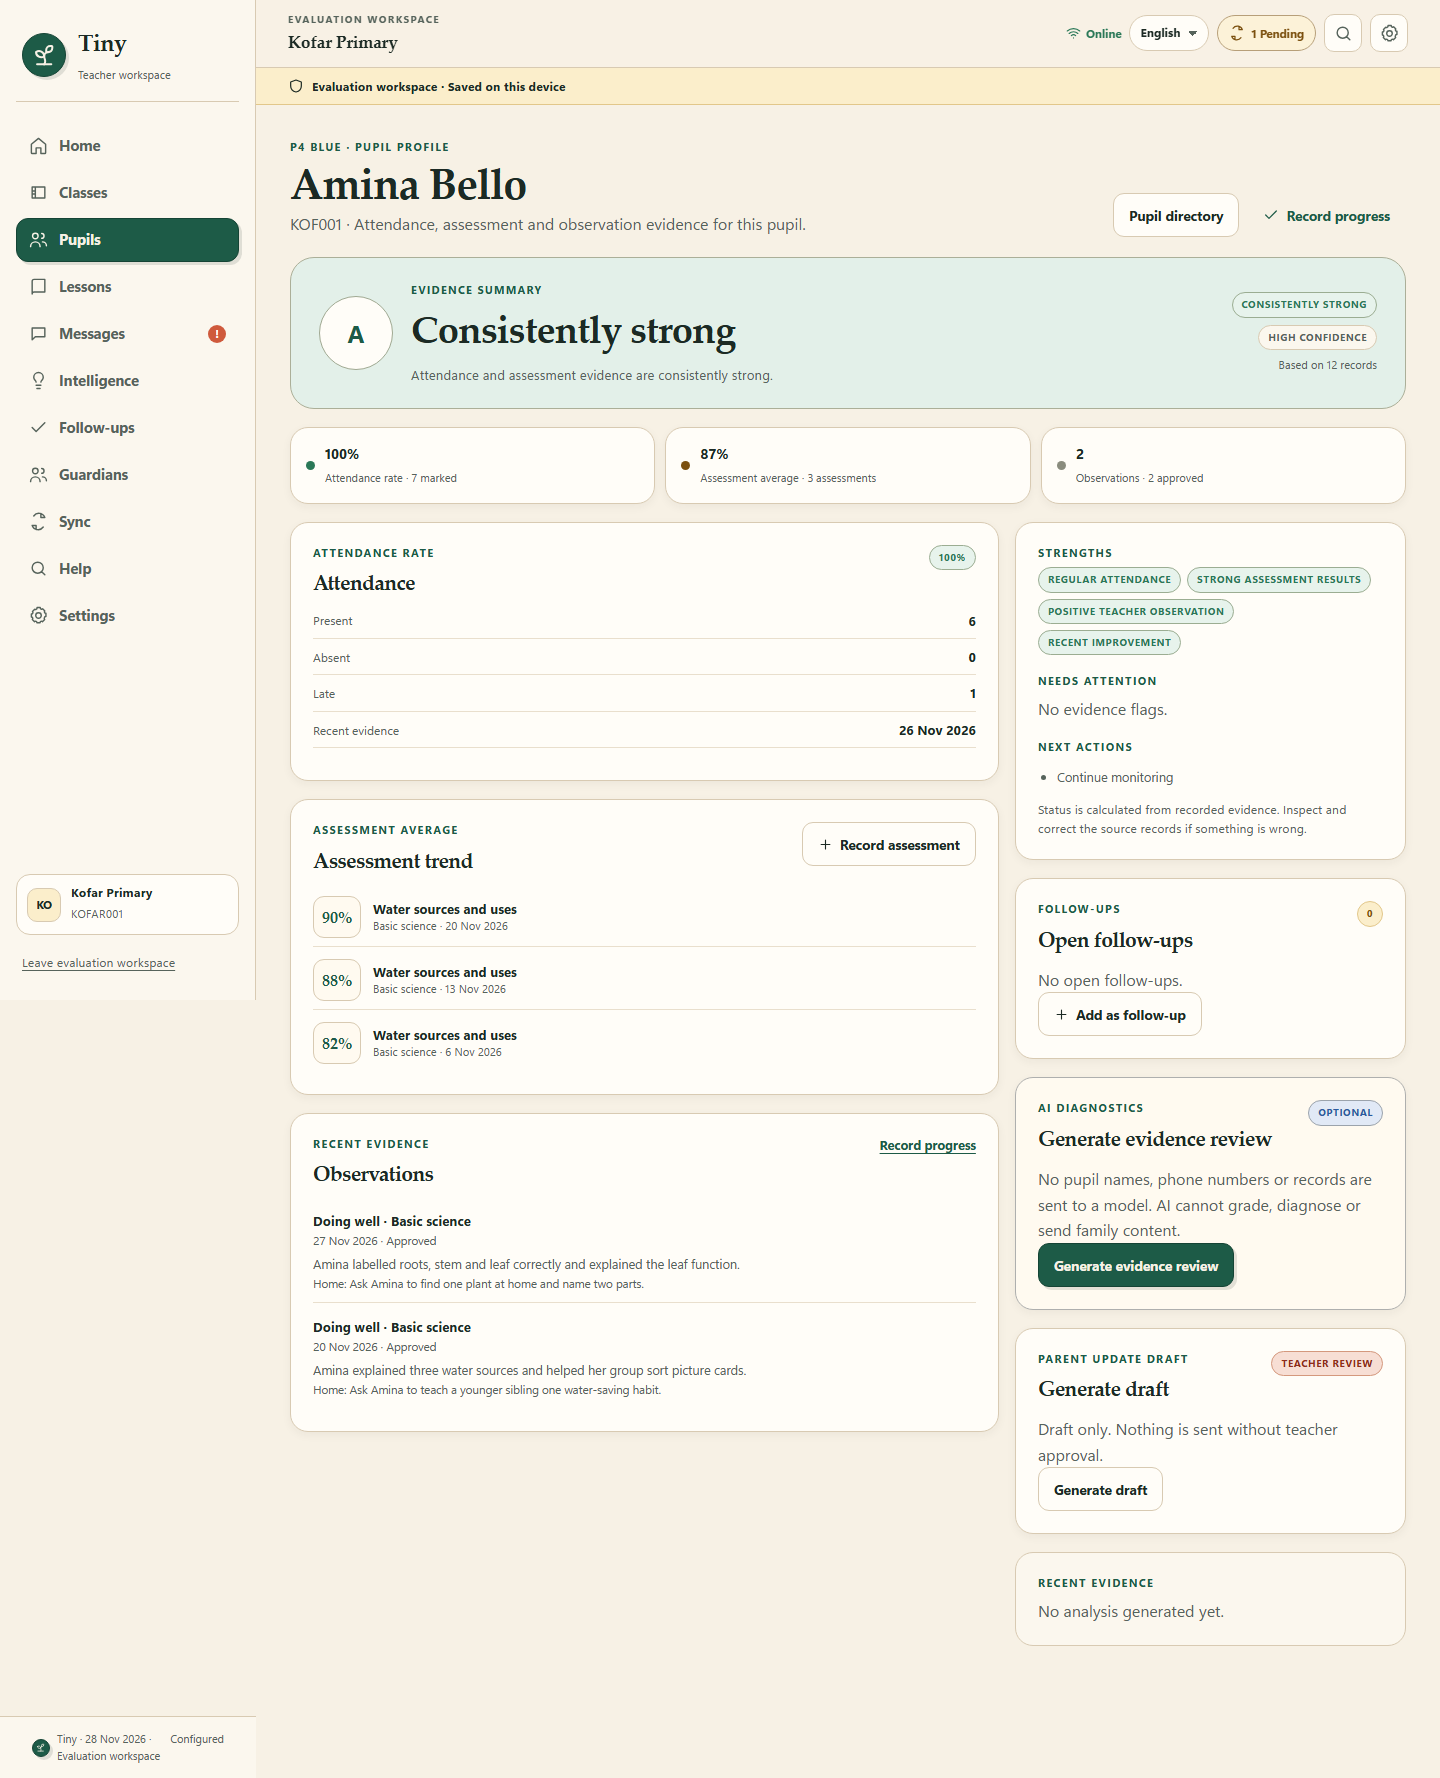 Tiny
Teacher workspace
Home
Classes
Pupils
Lessons
Messages
!
Intelligence
Follow-ups
Guardians
Sync
Help
Settings
KO
Kofar Primary
KOFAR001
Leave evaluation workspace
Tiny · 28 Nov 2026 ·
Evaluation workspace
Configured
EVALUATION WORKSPACE
Kofar Primary
Online
English
1 Pending
Evaluation workspace · Saved on this device
P4 BLUE · PUPIL PROFILE
Amina Bello
KOF001 · Attendance, assessment and observation evidence for this pupil.
Pupil directory
Record progress
A
EVIDENCE SUMMARY
Consistently strong
Attendance and assessment evidence are consistently strong.
CONSISTENTLY STRONG
HIGH CONFIDENCE
Based on 12 records
100%
Attendance rate · 7 marked
87%
Assessment average · 3 assessments
2
Observations · 2 approved
ATTENDANCE RATE
100%
Attendance
Present 6
Absent 0
Late 1
Recent evidence 26 Nov 2026
ASSESSMENT AVERAGE
Record assessment
Assessment trend
90%
Water sources and uses
Basic science · 20 Nov 2026
88%
Water sources and uses
Basic science · 13 Nov 2026
82%
Water sources and uses
Basic science · 6 Nov 2026
RECENT EVIDENCE
Record progress
Observations
Doing well · Basic science
27 Nov 2026 · Approved
Amina labelled roots, stem and leaf correctly and explained the leaf function.
Home: Ask Amina to find one plant at home and name two parts.
Doing well · Basic science
20 Nov 2026 · Approved
Amina explained three water sources and helped her group sort picture cards.
Home: Ask Amina to teach a younger sibling one water-saving habit.
STRENGTHS
REGULAR ATTENDANCE
STRONG ASSESSMENT RESULTS
POSITIVE TEACHER OBSERVATION
RECENT IMPROVEMENT
NEEDS ATTENTION
No evidence flags.
NEXT ACTIONS
Continue monitoring
Status is calculated from recorded evidence. Inspect and
correct the source records if something is wrong.
FOLLOW-UPS
0
Open follow-ups
No open follow-ups.
Add as follow-up
AI DIAGNOSTICS
OPTIONAL
Generate evidence review
No pupil names, phone numbers or records are
sent to a model. AI cannot grade, diagnose or
send family content.
Generate evidence review
PARENT UPDATE DRAFT
TEACHER REVIEW
Generate draft
Draft only. Nothing is sent without teacher
approval.
Generate draft
RECENT EVIDENCE
No analysis generated yet.